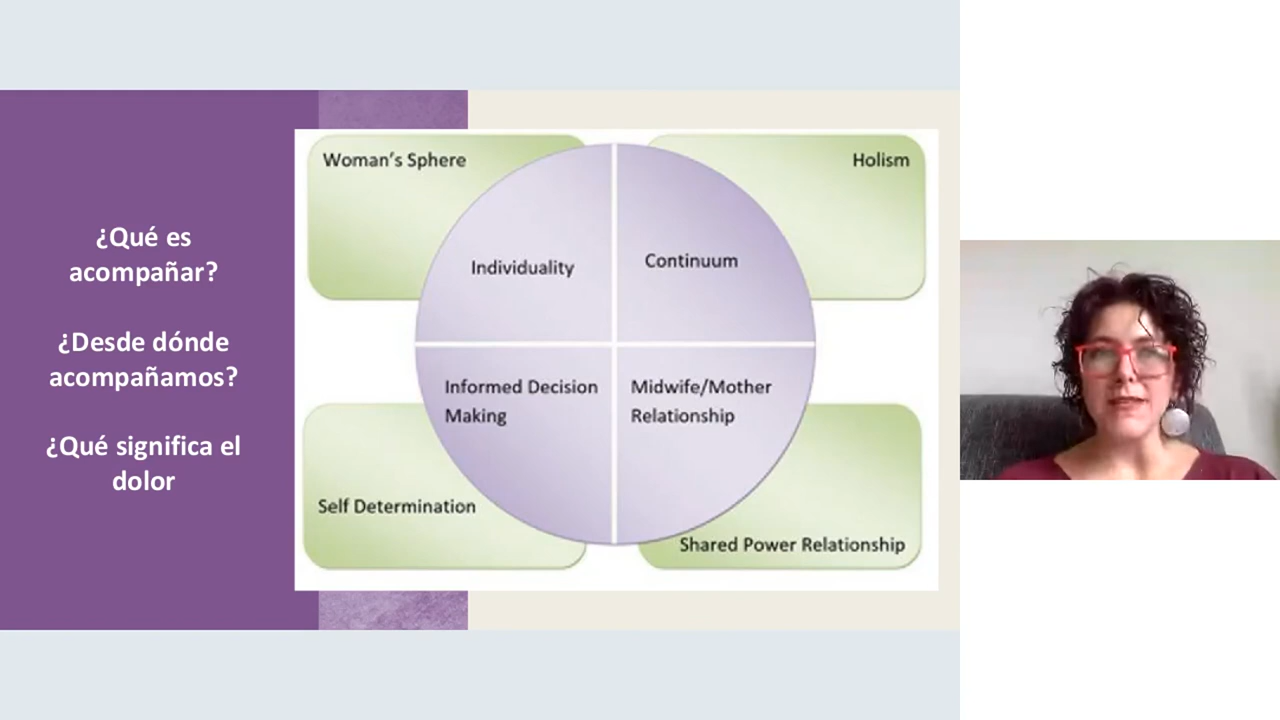 ¿Qué es
acompañar?
¿Desde dónde
acompañamos?
¿Qué significa el
dolor
Woman's Sphere
Holism
Individuality
Continuum
Informed Decision
Making
Midwife/Mother
Relationship
Self Determination
Shared Power Relationship